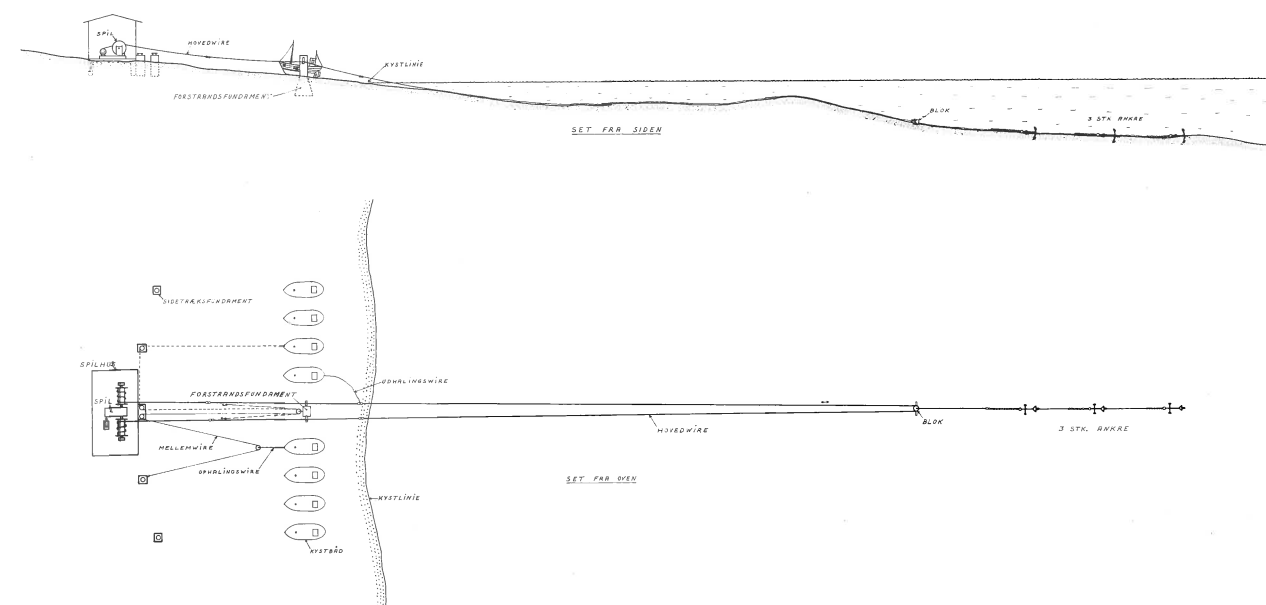 SPIL
HOVEDWIRE
KYSTLINIE
FORSTRANDSFUNDAMENT
BLOK
3 STK ANKRE
SET FRA SIDEN
SIDETRÆKSFUNDAMENT
SPILHUS
UDHALINGSWIRE
FORSTRANDSFUNDAMENT
SPIL
HOVEDWIRE
BLOK
3 STK. ANKRE
MELLEMWIRE
OPHALINGSWIRE
SET FRA OVEN
KYSTLINIE
KYSTBÅD